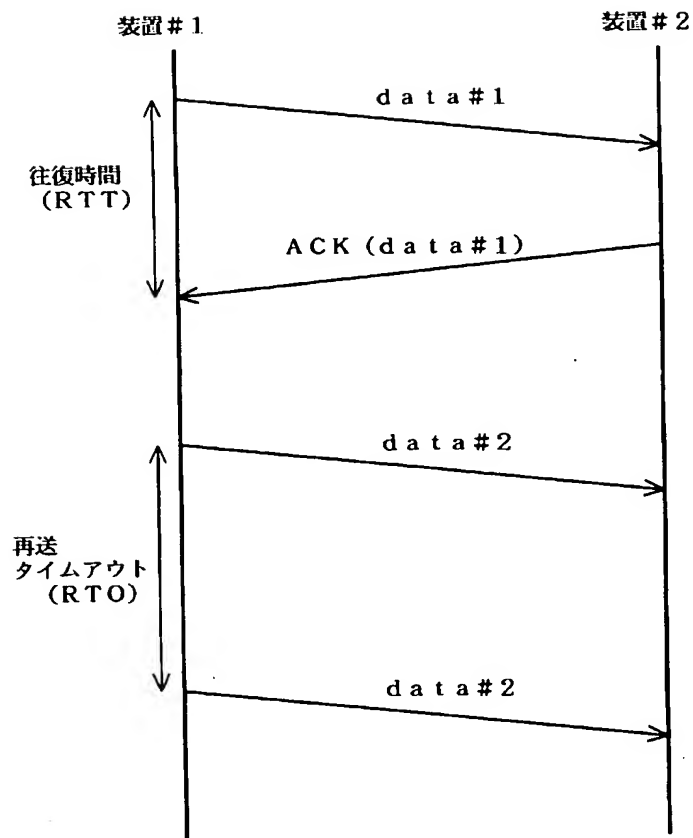 装置＃１
装置＃２
ｄａｔａ＃１
往復時間
（ＲＴＴ）
ＡＣＫ（ｄａｔａ＃１）
ｄａｔａ＃２
再送
タイムアウト
（ＲＴＯ）
ｄａｔａ＃２